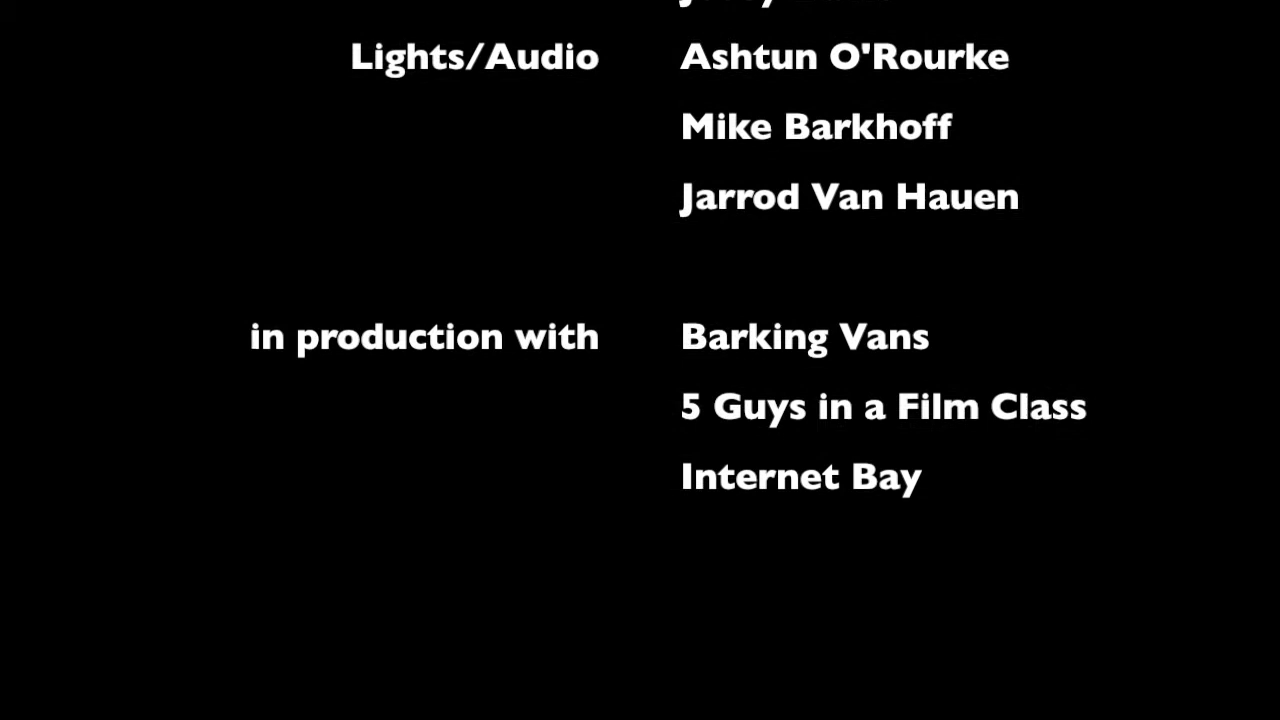 Lights/Audio Ashtun O'Rourke
Mike Barkhoff
Jarrod Van Hauen
in production with Barking Vans
5 Guys in a Film Class
Internet Bay